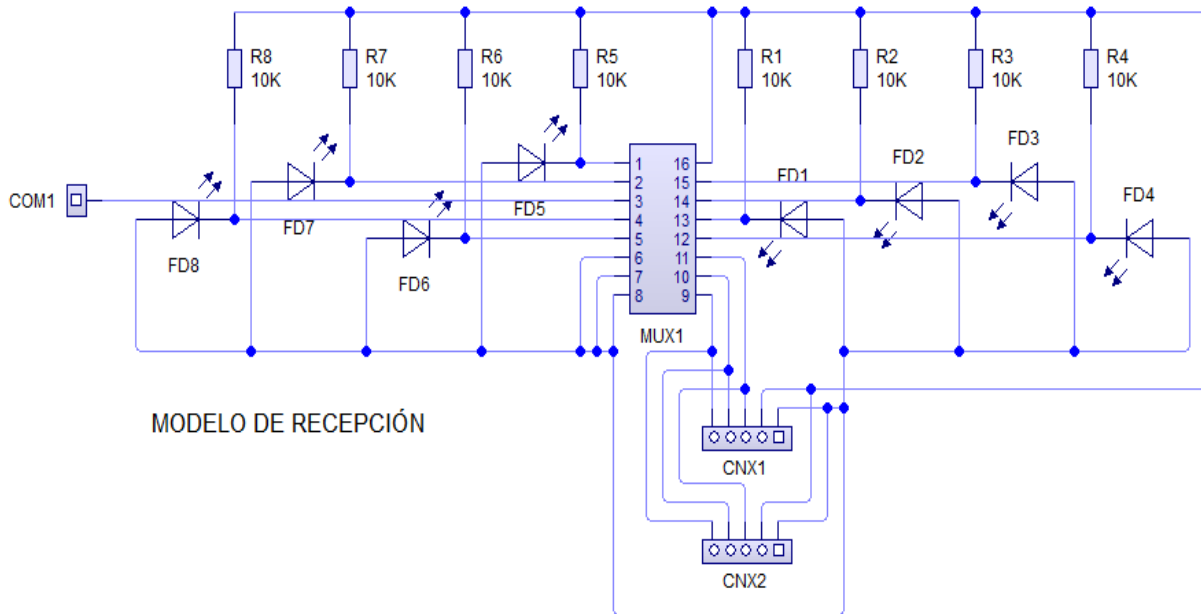 R8
10K
R7
10K
R6
10K
R5
10K
R1
10K
R2
10K
R3
10K
R4
10K
COM1
FD8
FD7
FD6
FD5
FD1
FD2
FD3
FD4
1 16
2 15
3 14
4 13
5 12
6 11
7 10
8 9
MUX1
MODELO DE RECEPCIÓN
CNX1
CNX2